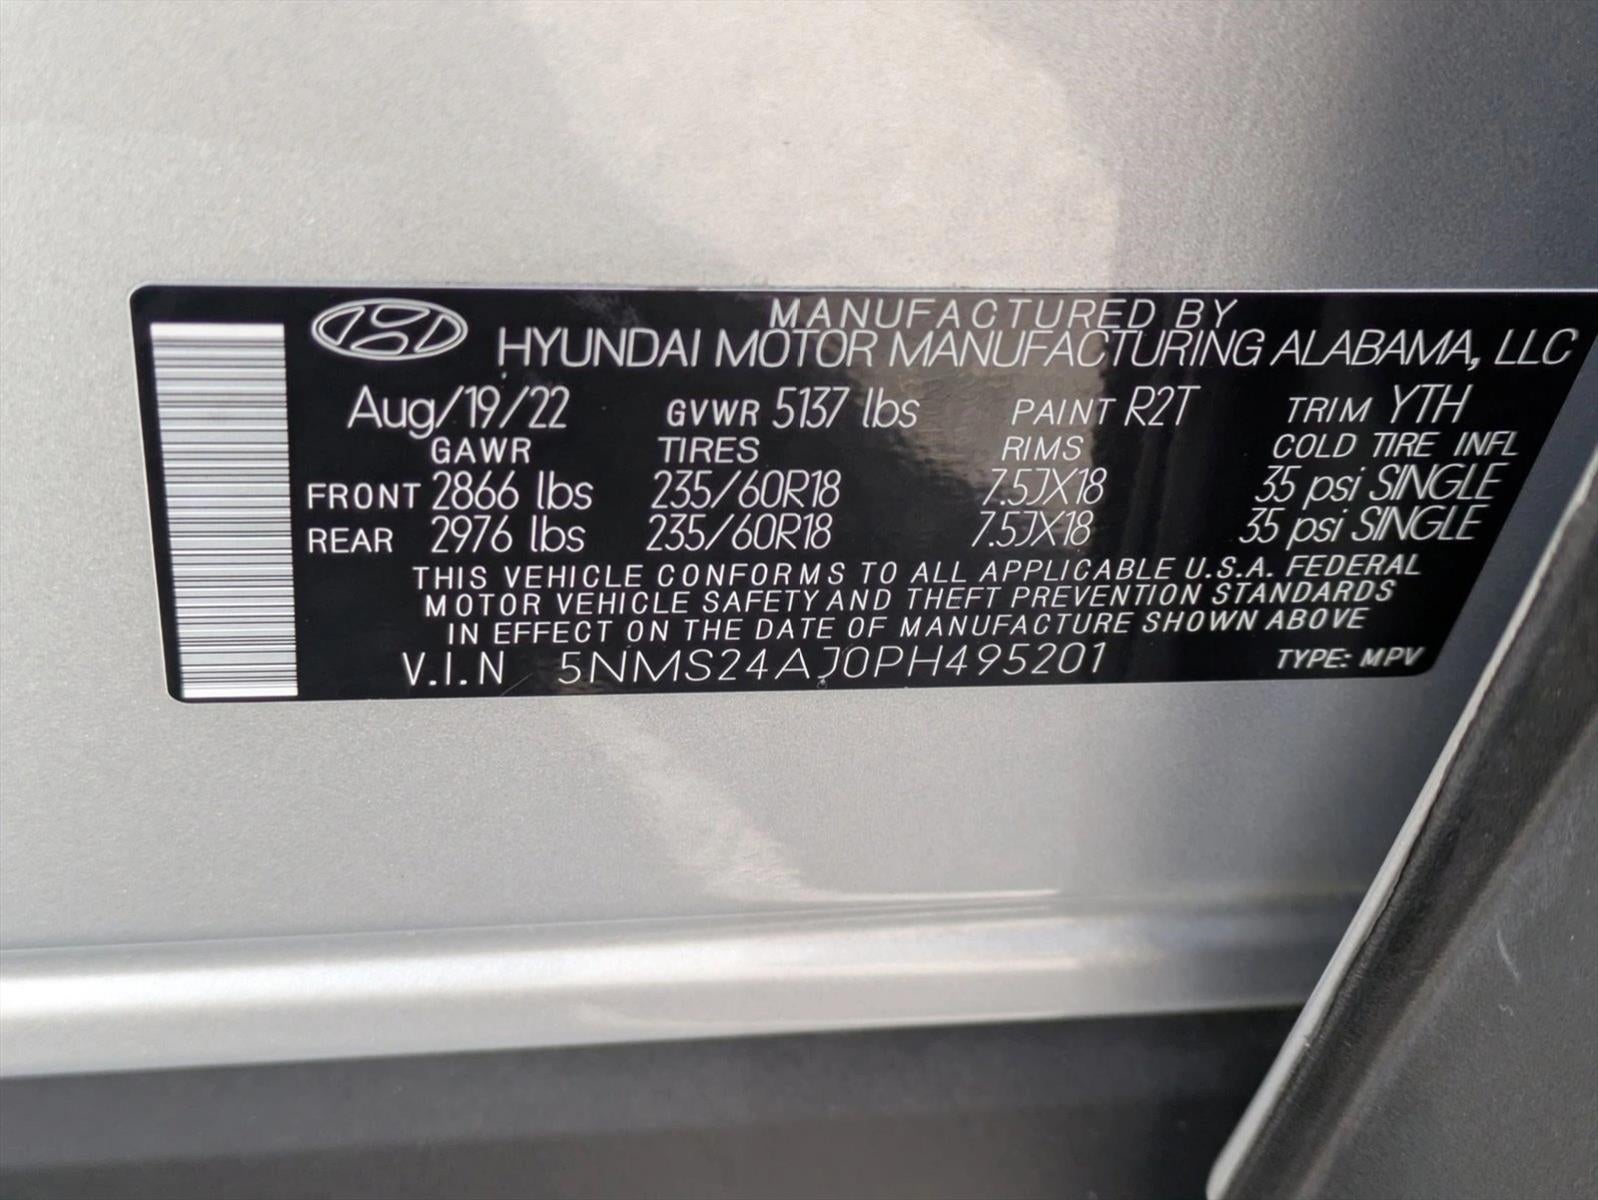 MANUFACTURED BY
HYUNDAI MOTOR MANUFACTURING ALABAMA, LLC
Aug/19/22 GVWR 5137 lbs PAINT R2T TRIM YTH
GAWR TIRES RIMS COLD TIRE INFL
FRONT 2866 lbs 235/60R18 7.5JX18 35 psi SINGLE
REAR 2976 lbs 235/60R18 7.5JX18 35 psi SINGLE
THIS VEHICLE CONFORMS TO ALL APPLICABLE U.S.A. FEDERAL
MOTOR VEHICLE SAFETY AND THEFT PREVENTION STANDARDS
IN EFFECT ON THE DATE OF MANUFACTURE SHOWN ABOVE
V.I.N 5NMS24AJ0PH495201 TYPE: MPV